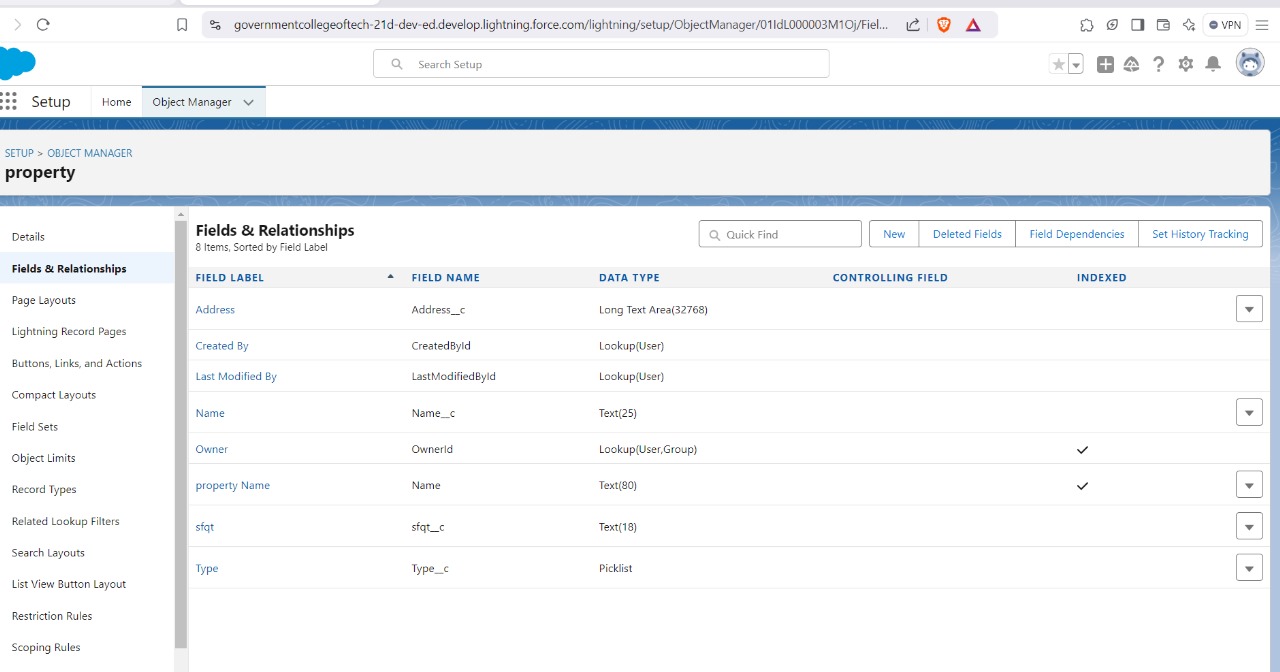 governmentcollegeoftech-21d-dev-ed.develop.lightning.force.com/lightning/setup/ObjectManager/01IdL000003M1Oj/Fiel...
VPN
Search Setup
Setup
Home
Object Manager
SETUP > OBJECT MANAGER
property
Details
Fields & Relationships
Page Layouts
Lightning Record Pages
Buttons, Links, and Actions
Compact Layouts
Field Sets
Object Limits
Record Types
Related Lookup Filters
Search Layouts
List View Button Layout
Restriction Rules
Scoping Rules
Fields & Relationships
8 Items, Sorted by Field Label
Quick Find
New
Deleted Fields
Field Dependencies
Set History Tracking
FIELD LABEL FIELD NAME DATA TYPE CONTROLLING FIELD INDEXED
Address Address__c Long Text Area(32768)
Created By CreatedById Lookup(User)
Last Modified By LastModifiedById Lookup(User)
Name Name__c Text(25)
Owner OwnerId Lookup(User,Group)
property Name Name Text(80)
sfqt sfqt__c Text(18)
Type Type__c Picklist